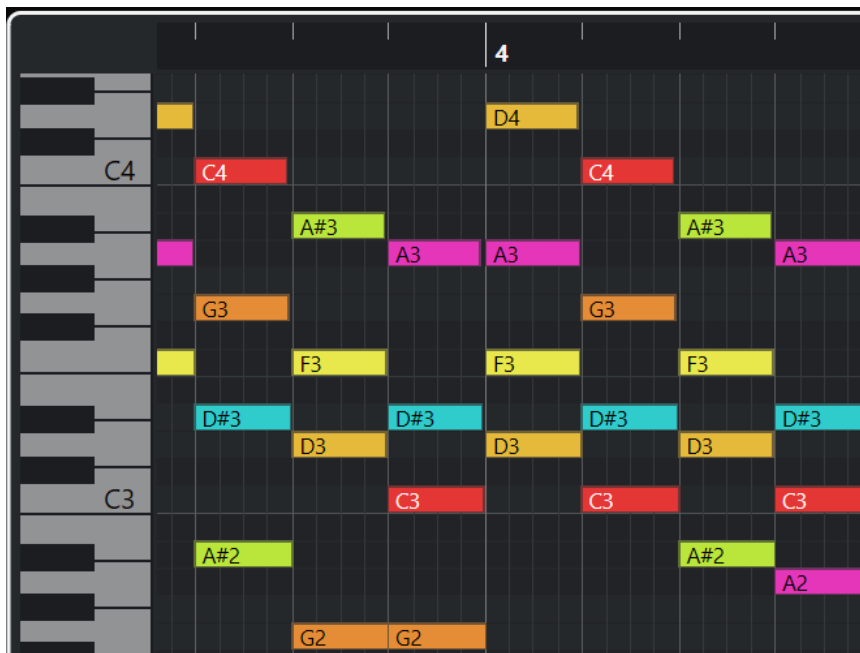 4
D4
C4 C4 C4
A#3 A#3
A3 A3 A3
G3 G3
F3 F3 F3
D#3 D#3 D#3
D3 D3 D3
C3 C3 C3 C3
A#2 A#2
A2
G2 G2